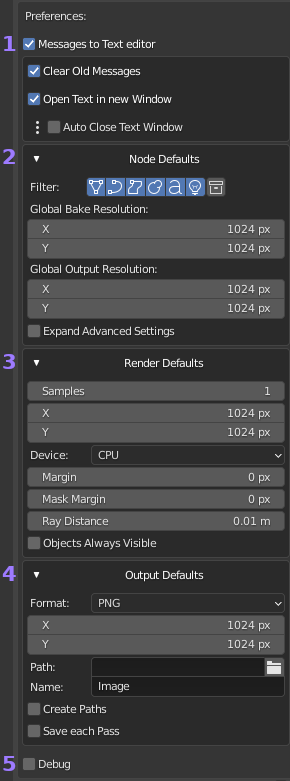 Preferences:
1 Messages to Text editor
Clear Old Messages
Open Text in new Window
Auto Close Text Window
2 Node Defaults
Filter:
Global Bake Resolution:
X 1024 px
Y 1024 px
Global Output Resolution:
X 1024 px
Y 1024 px
Expand Advanced Settings
3 Render Defaults
Samples 1
X 1024 px
Y 1024 px
Device: CPU
Margin 0 px
Mask Margin 0 px
Ray Distance 0.01 m
Objects Always Visible
4 Output Defaults
Format: PNG
X 1024 px
Y 1024 px
Path:
Name: Image
Create Paths
Save each Pass
5 Debug